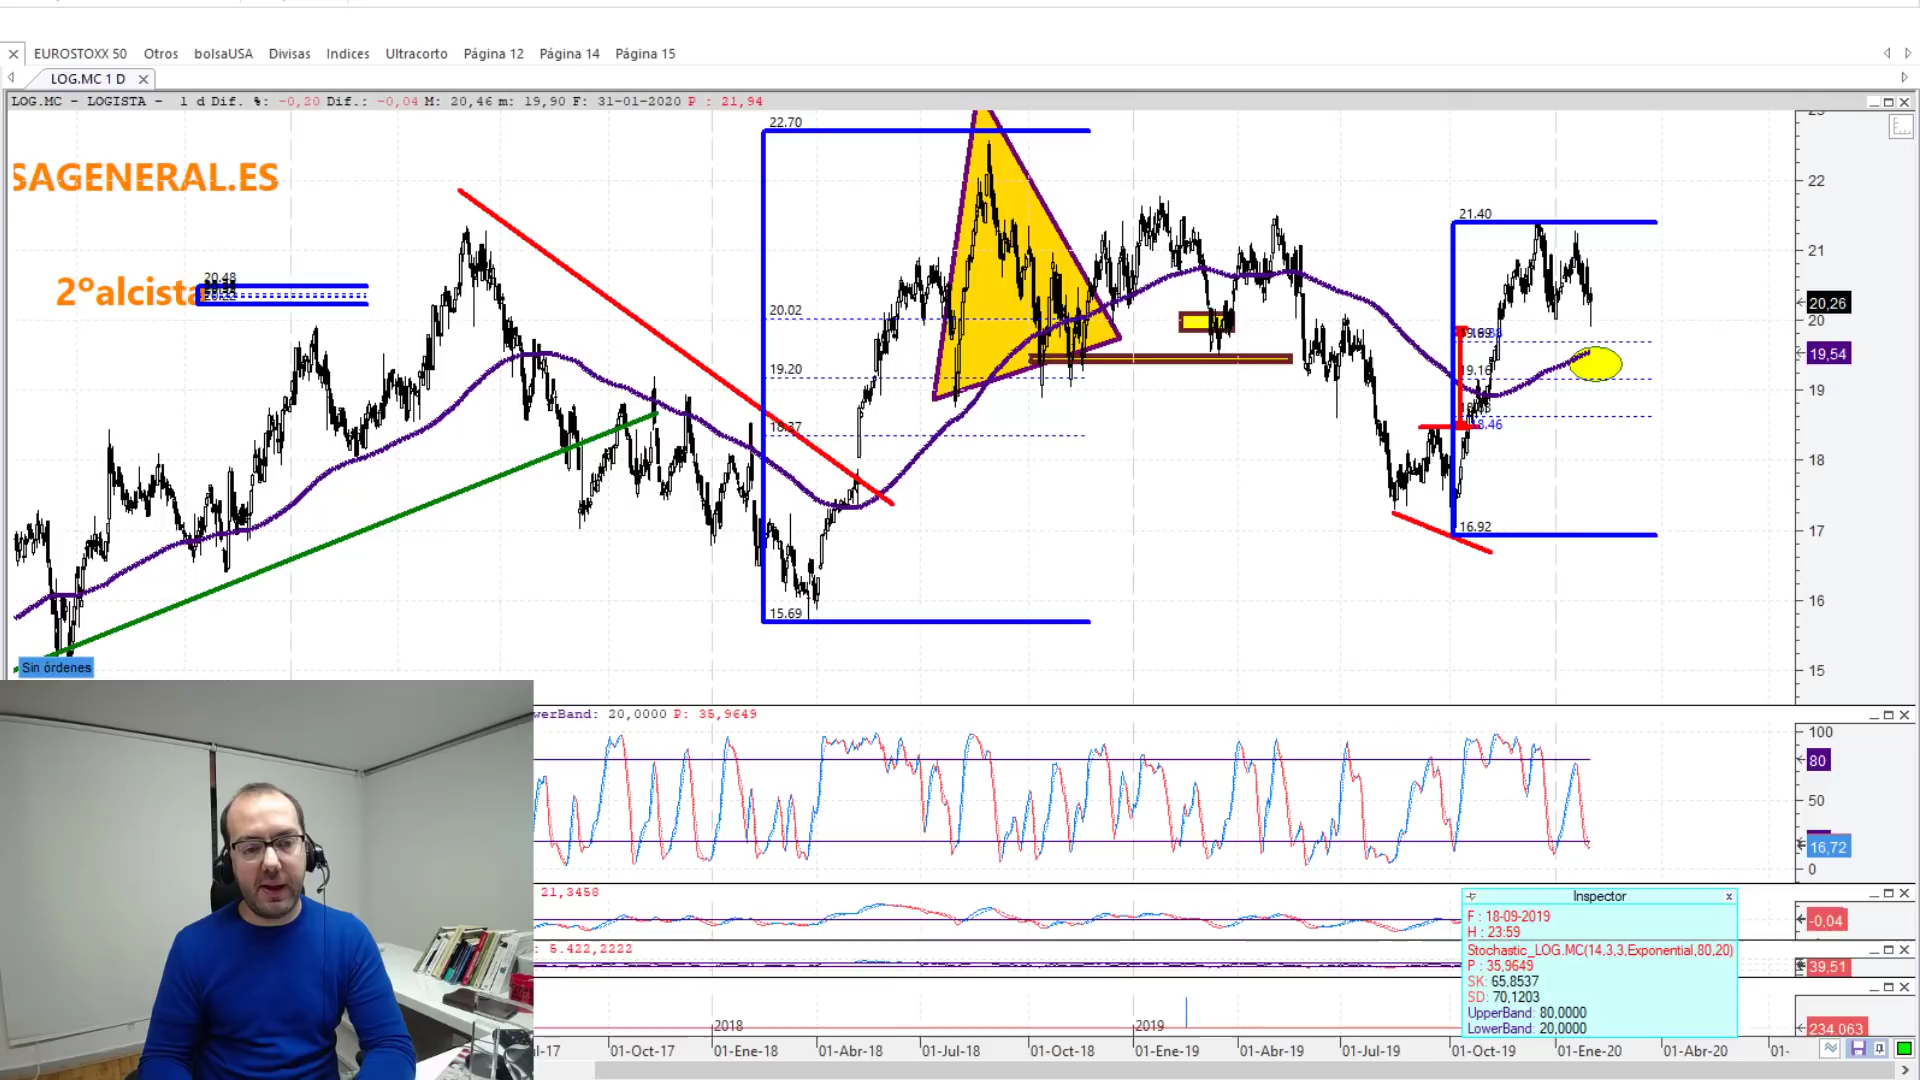 EUROSTOXX 50 Otros bolsaUSA Divisas Indices Ultracorto Página 12 Página 14 Página 15
LOG.MC 1 D
LOG.MC - LOGISTA - 1 d Dif. %: -0,20 Dif.: -0,04 M: 20,46 m: 19,90 F: 31-01-2020 P : 21,94
22.70
SAGENERAL.ES
22
21.40
21
20.48
2ºalcista
20,26
20.02
20
19,54
19.20
19.16
19
18.37
18.46
18
16.92
17
15.69
16
15
Sin órdenes
werBand: 20,0000 P: 35,9649
100
80
50
16,72
0
21,3458
-0,04
: 5.422,2222
39,51
234.063
Inspector
F : 18-09-2019
H : 23:59
Stochastic_LOG.MC(14,3,3,Exponential,80,20)
P : 35,9649
SK: 65,8537
SD: 70,1203
UpperBand: 80,0000
LowerBand: 20,0000
2018 2019
01-Oct-17 01-Ene-18 01-Abr-18 01-Jul-18 01-Oct-18 01-Ene-19 01-Abr-19 01-Jul-19 01-Oct-19 01-Ene-20 01-Abr-20